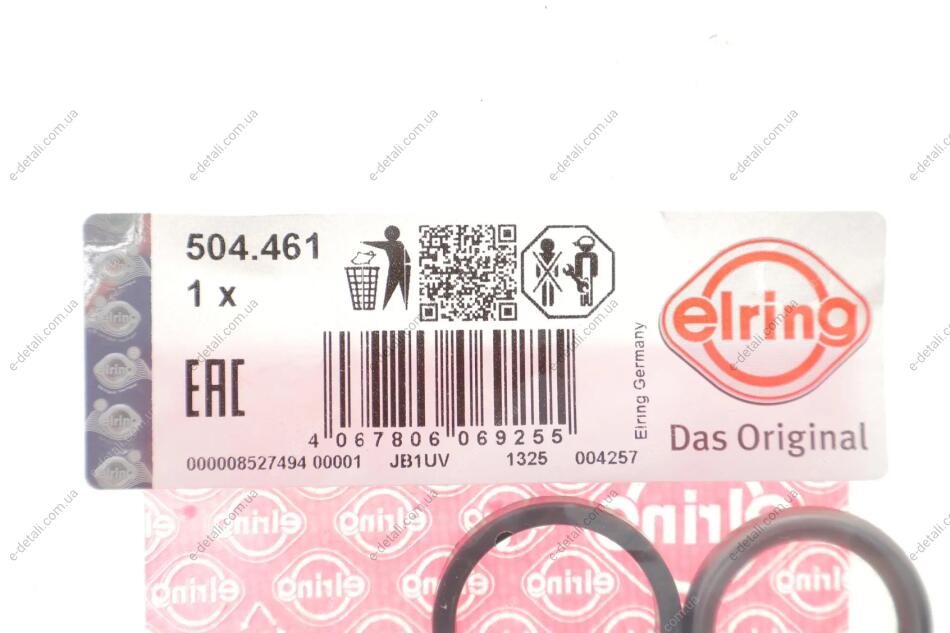 e-detali.com.ua
504.461
1 x
EAC
4 067806 069255
000008527494 00001 JB1UV 1325 004257
Elring Germany
elring
Das Original
elring